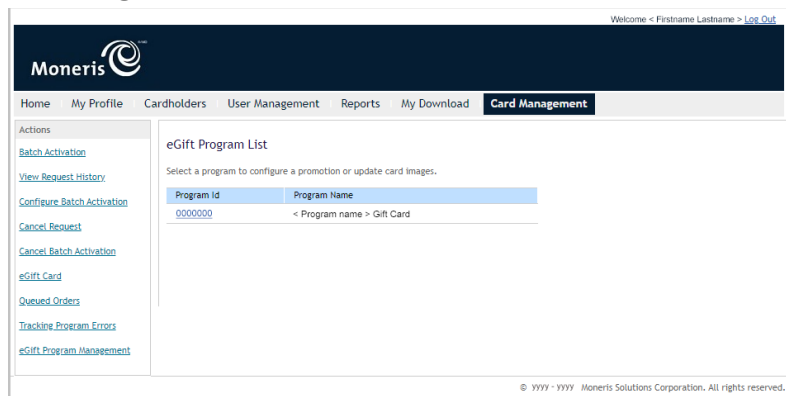 Welcome < Firstname Lastname > Log Out
Moneris
Home My Profile Cardholders User Management Reports My Download Card Management
Actions
Batch Activation
View Request History
Configure Batch Activation
Cancel Request
Cancel Batch Activation
eGift Card
Queued Orders
Tracking Program Errors
eGift Program Management
eGift Program List
Select a program to configure a promotion or update card images.
Program Id Program Name
0000000 < Program name > Gift Card
© YYYY - YYYY Moneris Solutions Corporation. All rights reserved.